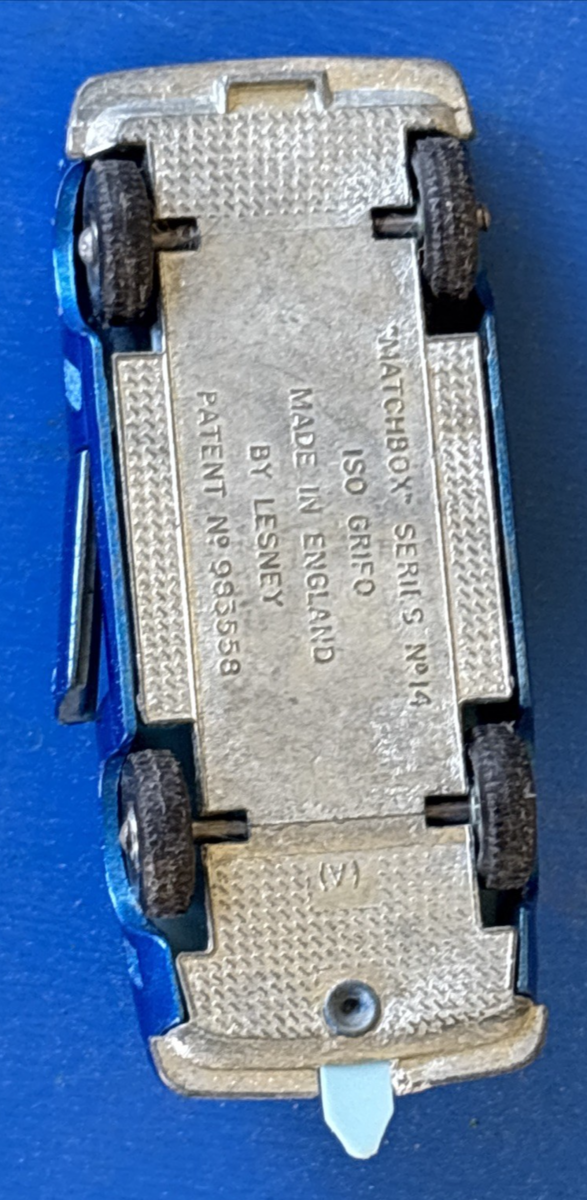 "MATCHBOX" SERIES Nº14
ISO GRIFO
MADE IN ENGLAND
BY LESNEY
PATENT Nº 983558
(A)